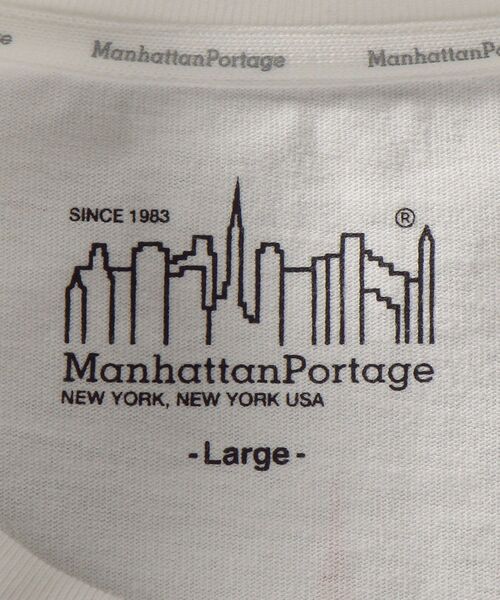 ManhattanPortage
ManhattanPortage
SINCE 1983
®
ManhattanPortage
NEW YORK, NEW YORK USA
-Large-